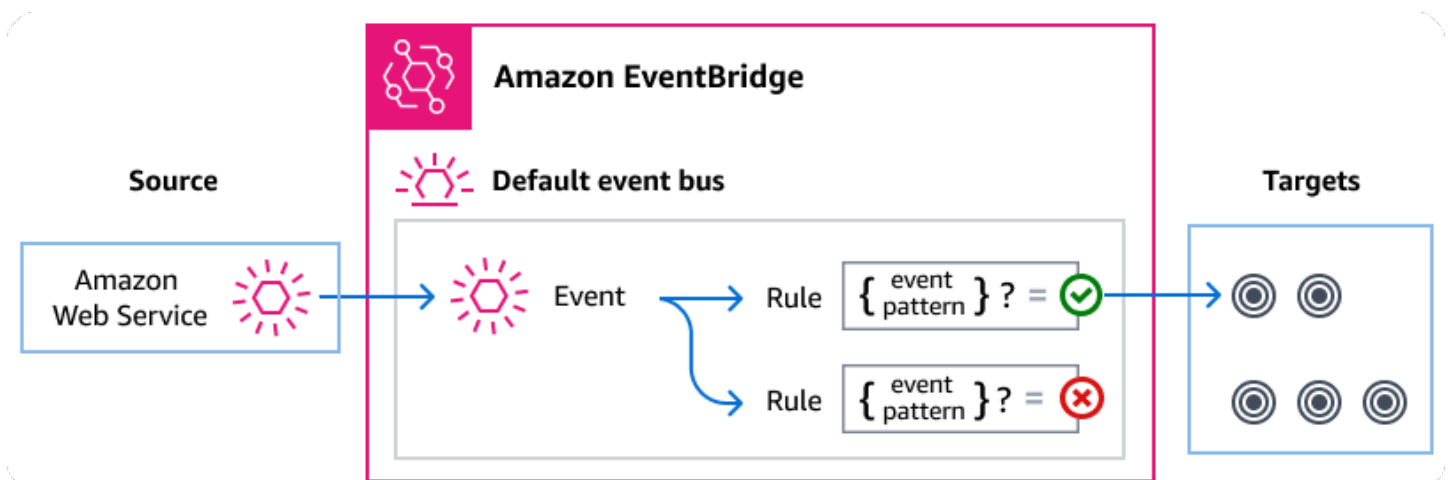 Amazon EventBridge
Source
Default event bus
Targets
Amazon
Web Service
Event
Rule
{ event
pattern } ? =
Rule
{ event
pattern } ? =